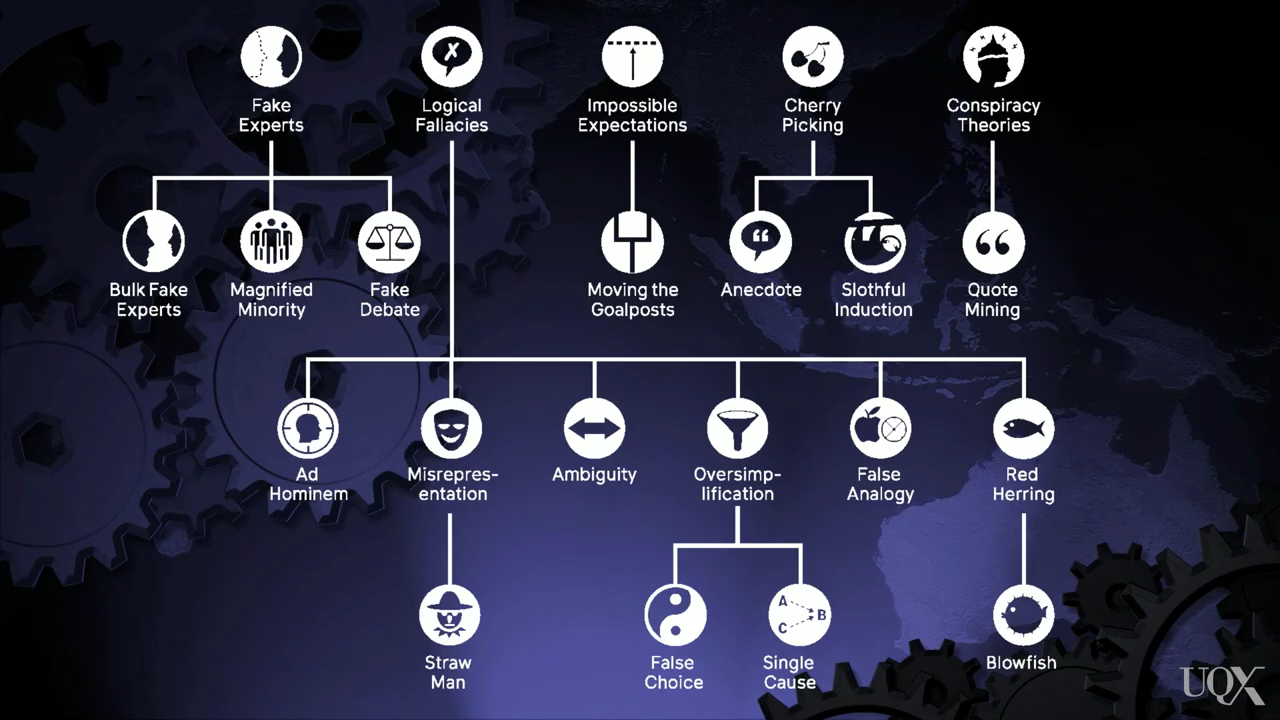 Fake
Experts
Logical
Fallacies
Impossible
Expectations
Cherry
Picking
Conspiracy
Theories
Bulk Fake
Experts
Magnified
Minority
Fake
Debate
Moving the
Goalposts
Anecdote
Slothful
Induction
Quote
Mining
Ad
Hominem
Misrepres-
entation
Ambiguity
Oversimp-
lification
False
Analogy
Red
Herring
Straw
Man
False
Choice
A
B
C
Single
Cause
Blowfish
UQX